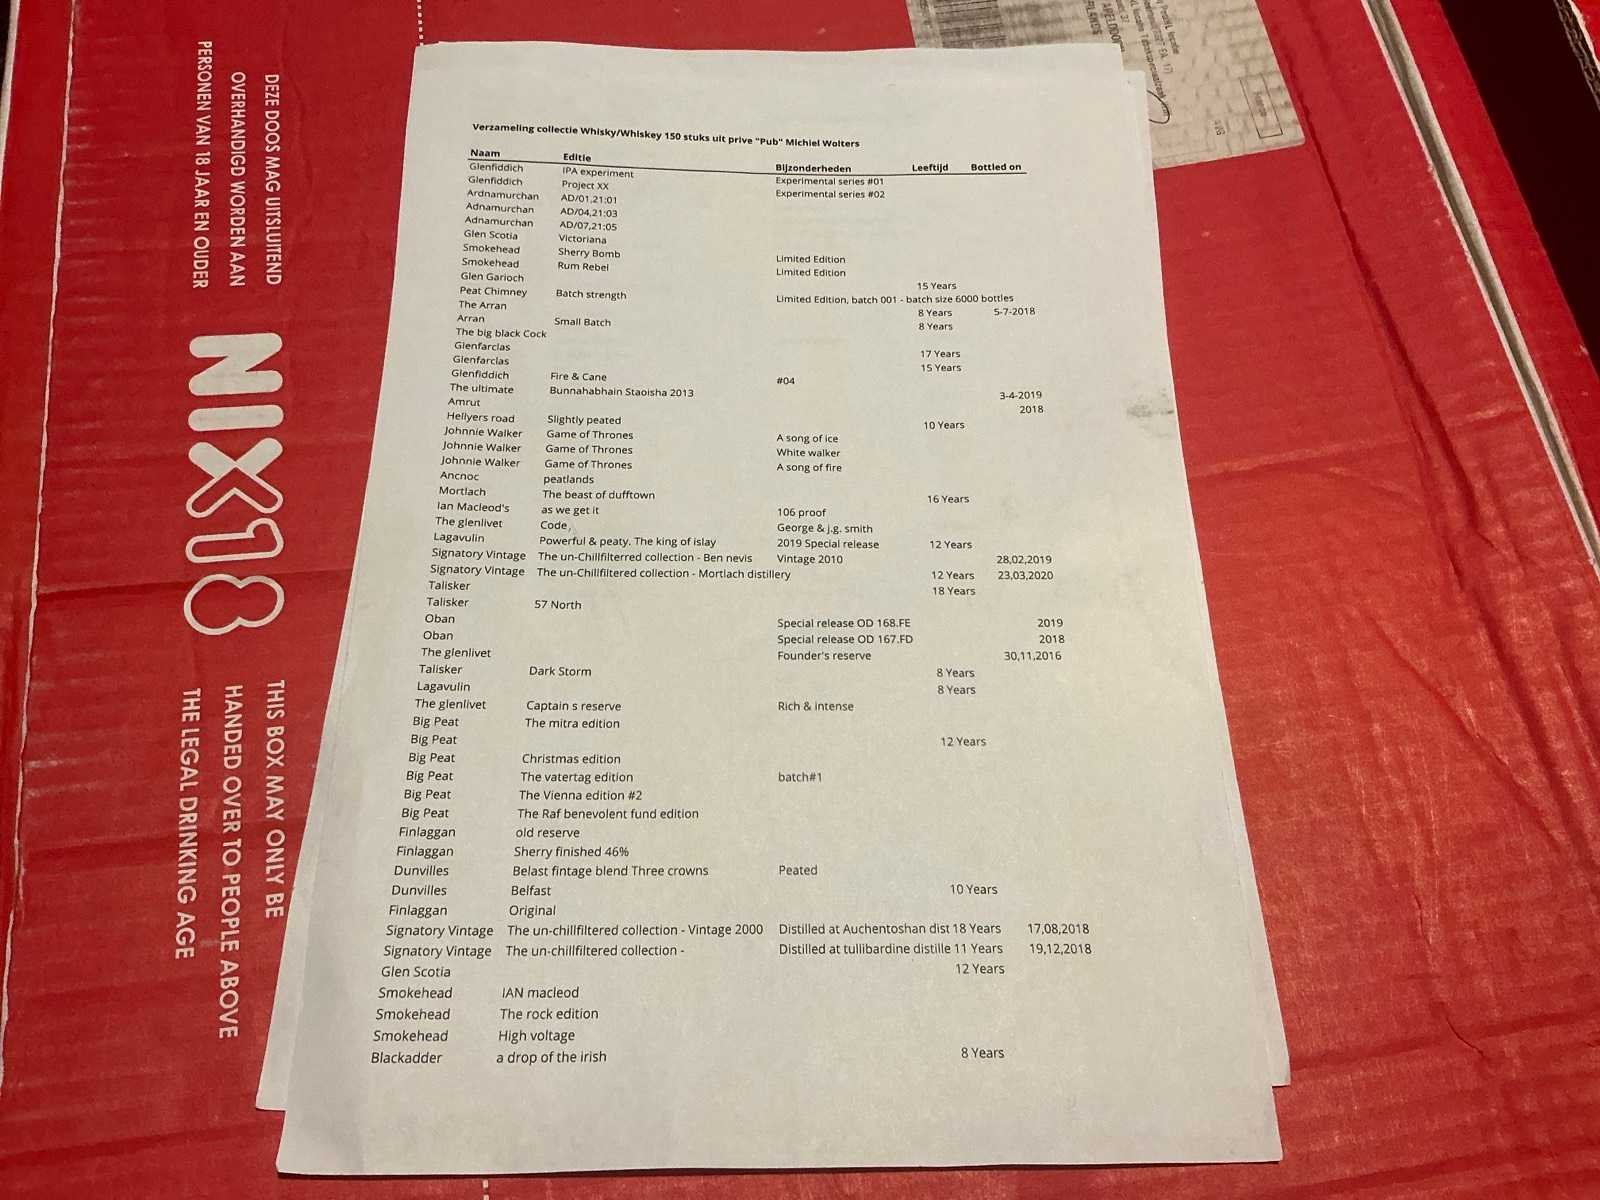 DEZE DOOS MAG UITSLUITEND
OVERHANDIGD WORDEN AAN
PERSONEN VAN 18 JAAR EN OUDER
NIX18
THIS BOX MAY ONLY BE
HANDED OVER TO PEOPLE ABOVE
THE LEGAL DRINKING AGE
Verzameling collectie Whisky/Whiskey 150 stuks uit prive "Pub" Michiel Wolters
Naam Editie Bijzonderheden Leeftijd Bottled on
Glenfiddich IPA experiment Experimental series #01
Glenfiddich Project XX Experimental series #02
Ardnamurchan AD/01,21:01
Adnamurchan AD/04,21:03
Adnamurchan AD/07,21:05
Glen Scotia Victoriana
Smokehead Sherry Bomb Limited Edition
Smokehead Rum Rebel Limited Edition
Glen Garioch 15 Years
Peat Chimney Batch strength Limited Edition, batch 001 - batch size 6000 bottles
The Arran 8 Years 5-7-2018
Arran Small Batch 8 Years
The big black Cock
Glenfarclas 17 Years
Glenfarclas 15 Years
Glenfiddich Fire & Cane #04
The ultimate Bunnahabhain Staoisha 2013 3-4-2019
Amrut 2018
Hellyers road Slightly peated 10 Years
Johnnie Walker Game of Thrones A song of ice
Johnnie Walker Game of Thrones White walker
Johnnie Walker Game of Thrones A song of fire
Ancnoc peatlands
Mortlach The beast of dufftown 16 Years
Ian Macleod's as we get it 106 proof
The glenlivet Code, George & j.g. smith
Lagavulin Powerful & peaty. The king of islay 2019 Special release 12 Years
Signatory Vintage The un-Chillfilterred collection - Ben nevis Vintage 2010 28,02,2019
Signatory Vintage The un-Chillfiltered collection - Mortlach distillery 12 Years 23,03,2020
Talisker 18 Years
Talisker 57 North
Oban Special release OD 168.FE 2019
Oban Special release OD 167.FD 2018
The glenlivet Founder's reserve 30,11,2016
Talisker Dark Storm 8 Years
Lagavulin 8 Years
The glenlivet Captain s reserve Rich & intense
Big Peat The mitra edition
Big Peat 12 Years
Big Peat Christmas edition
Big Peat The vatertag edition batch#1
Big Peat The Vienna edition #2
Big Peat The Raf benevolent fund edition
Finlaggan old reserve
Finlaggan Sherry finished 46%
Dunvilles Belast fintage blend Three crowns Peated
Dunvilles Belfast 10 Years
Finlaggan Original
Signatory Vintage The un-chillfiltered collection - Vintage 2000 Distilled at Auchentoshan dist 18 Years 17,08,2018
Signatory Vintage The un-chillfiltered collection - Distilled at tullibardine distille 11 Years 19,12,2018
Glen Scotia 12 Years
Smokehead IAN macleod
Smokehead The rock edition
Smokehead High voltage
Blackadder a drop of the irish 8 Years